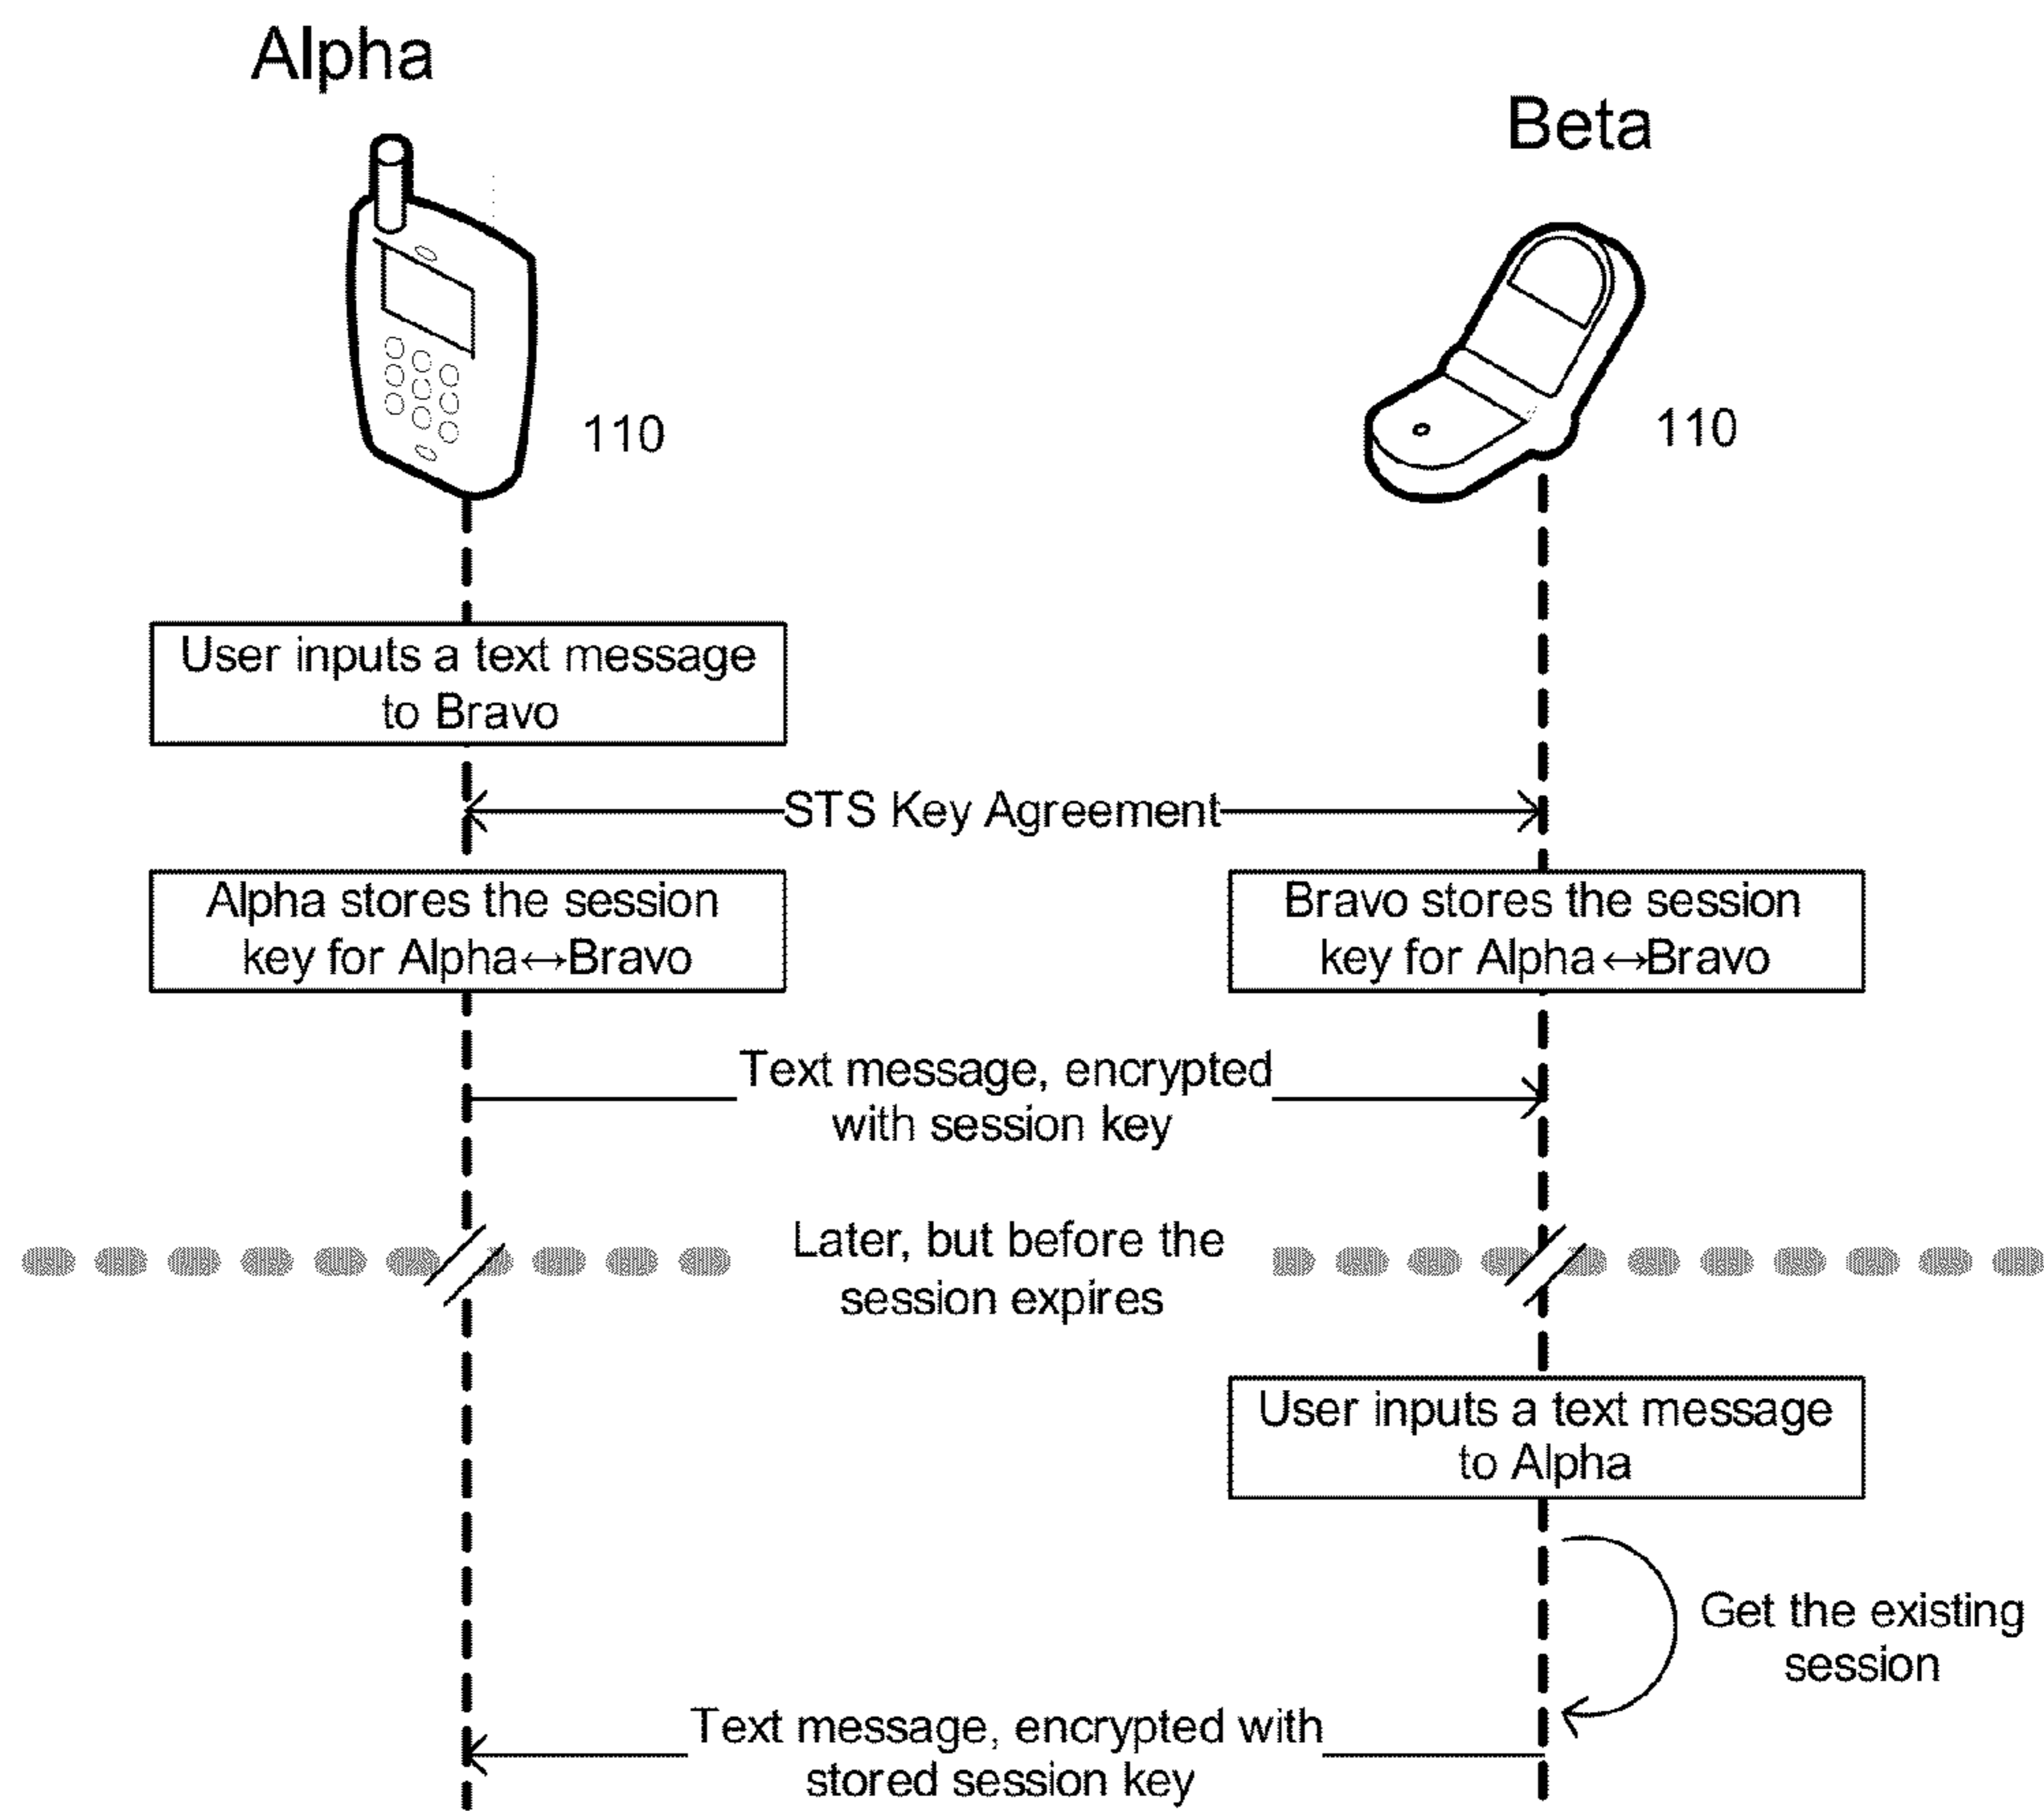 Alpha
Beta
110
110
User inputs a text message
to Bravo
STS Key Agreement
Alpha stores the session
key for Alpha↔Bravo
Bravo stores the session
key for Alpha↔Bravo
Text message, encrypted
with session key
Later, but before the
session expires
User inputs a text message
to Alpha
Get the existing
session
Text message, encrypted with
stored session key